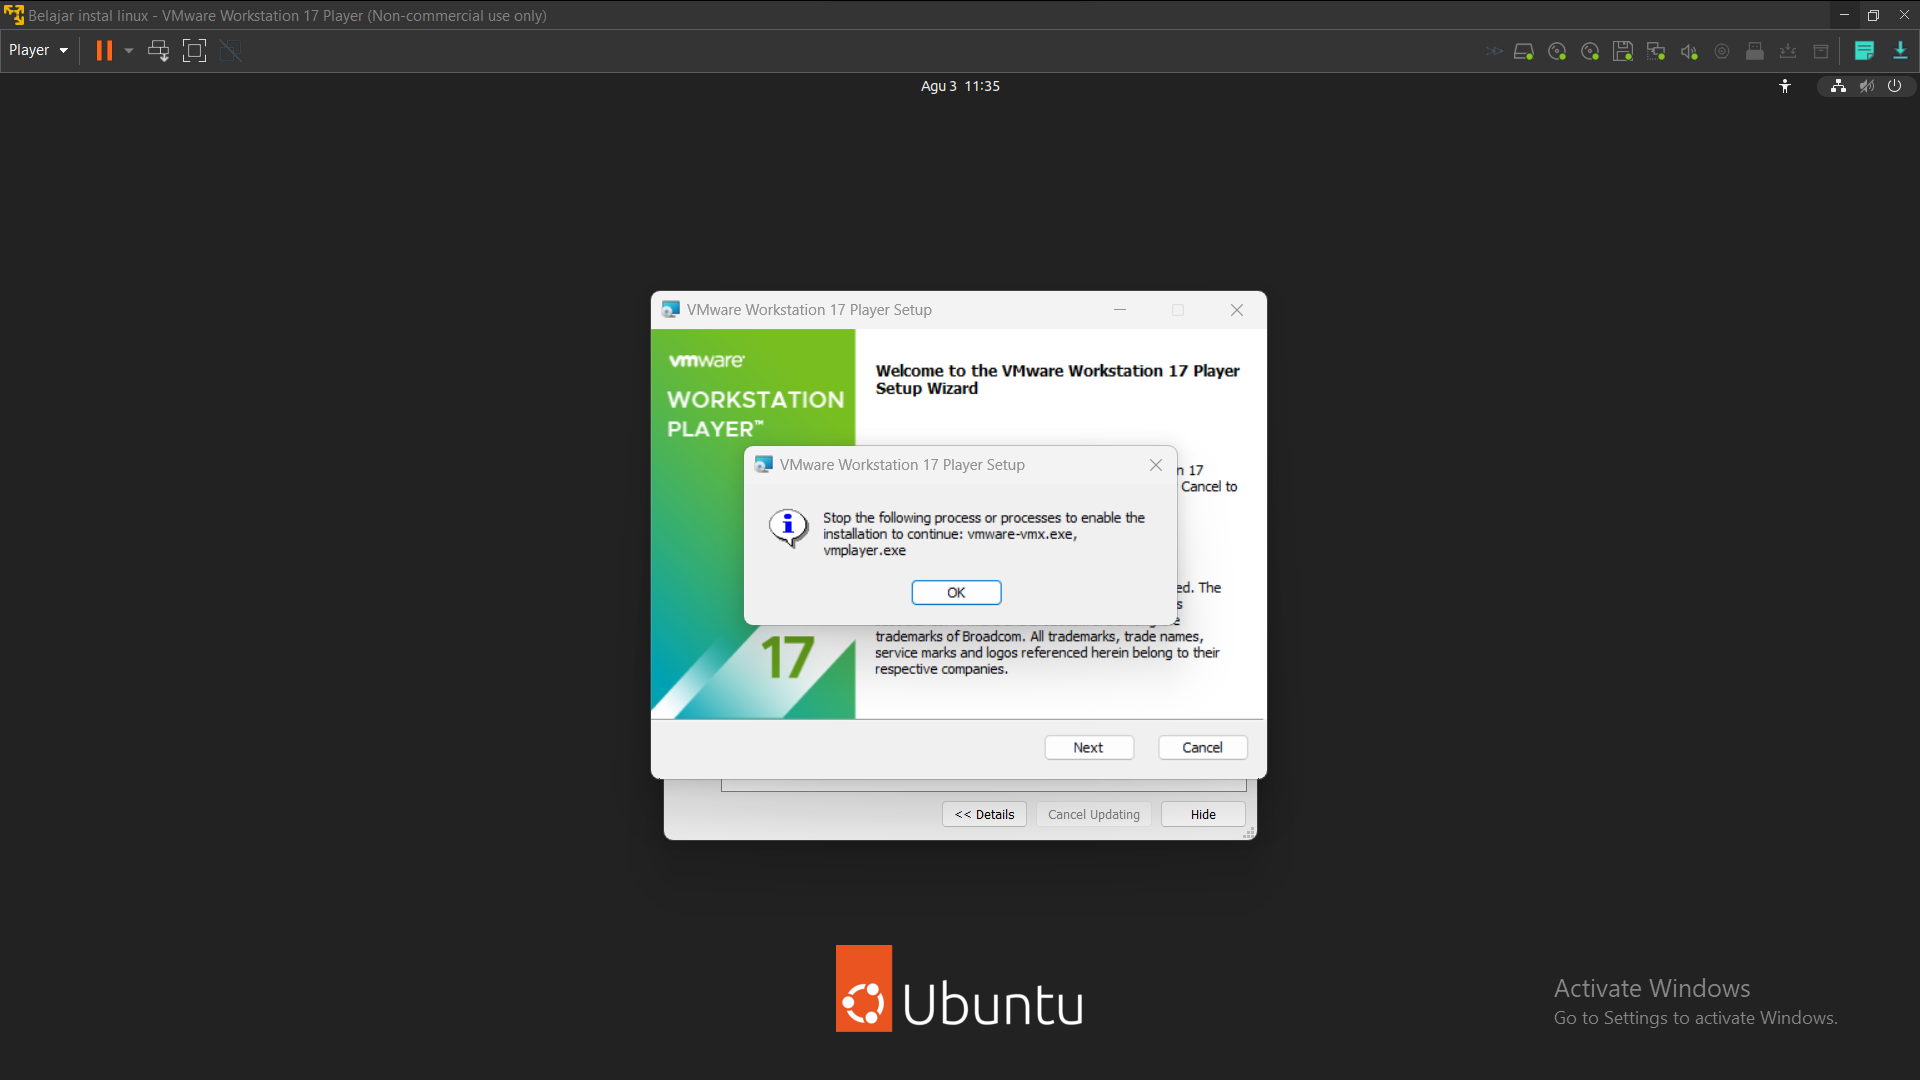 Belajar instal linux - VMware Workstation 17 Player (Non-commercial use only)
Player
Agu 3 11:35
VMware Workstation 17 Player Setup
vmware
WORKSTATION
PLAYER™
17
Welcome to the VMware Workstation 17 Player
Setup Wizard
n 17
Cancel to
VMware Workstation 17 Player Setup
Stop the following process or processes to enable the
installation to continue: vmware-vmx.exe,
vmplayer.exe
OK
ed. The
s
trademarks of Broadcom. All trademarks, trade names,
service marks and logos referenced herein belong to their
respective companies.
Next
Cancel
<< Details
Cancel Updating
Hide
Ubuntu
Activate Windows
Go to Settings to activate Windows.